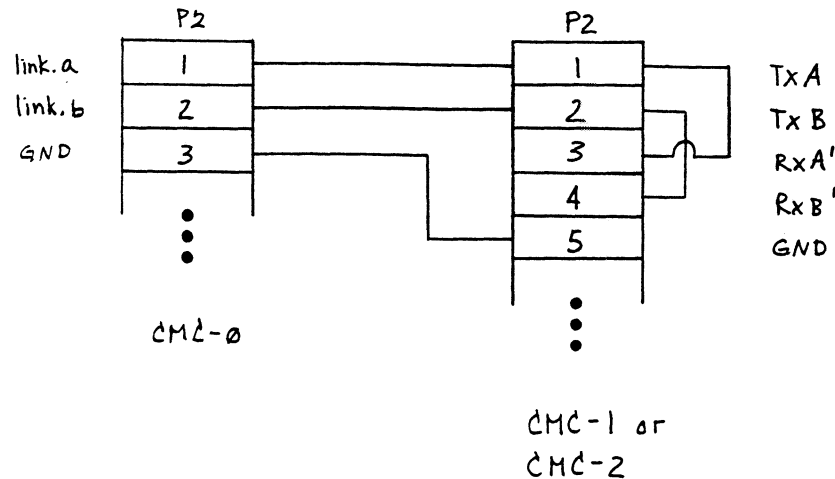 P2
link.a 1
link.b 2
GND 3
CMC-0
P2
1 TxA
2 TxB
3 RxA'
4 RxB'
5 GND
CMC-1 or
CMC-2